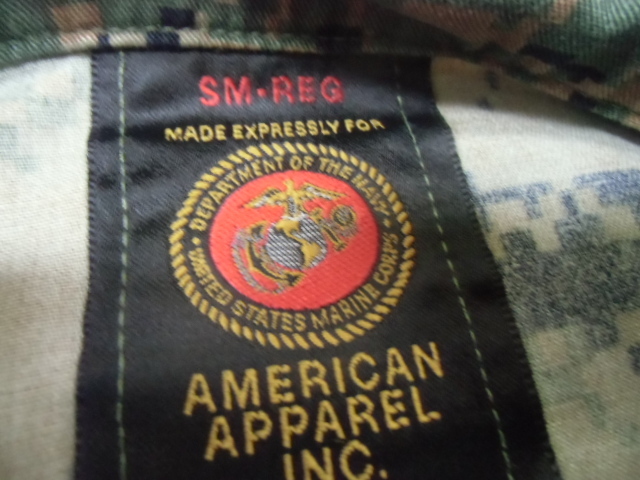 SM·REG
MADE EXPRESSLY FOR
DEPARTMENT OF THE NAVY
UNITED STATES MARINE CORPS
AMERICAN
APPAREL
INC.